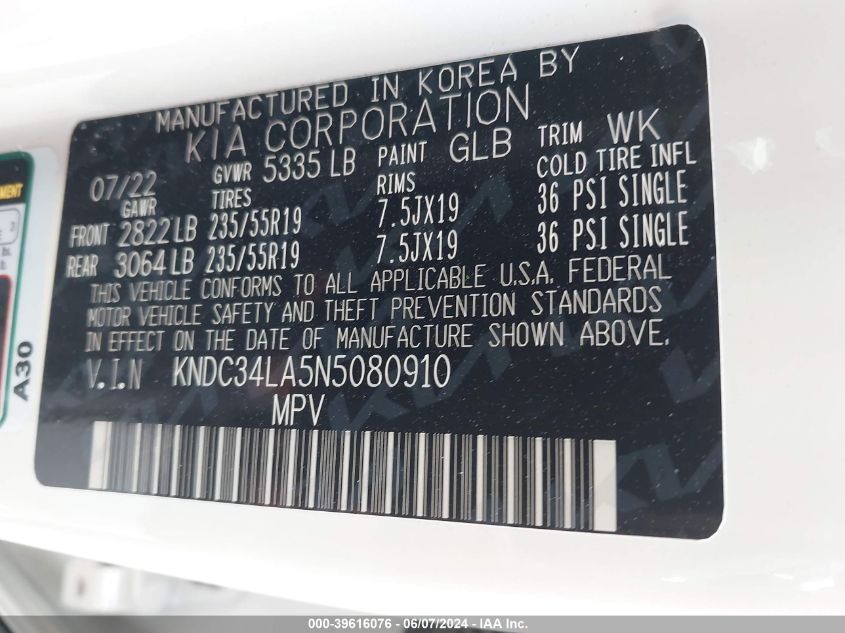 MANUFACTURED IN KOREA BY
KIA CORPORATION
07/22 GVWR 5335 LB PAINT GLB TRIM WK
GAWR TIRES RIMS COLD TIRE INFL
FRONT 2822 LB 235/55R19 7.5JX19 36 PSI SINGLE
REAR 3064 LB 235/55R19 7.5JX19 36 PSI SINGLE
THIS VEHICLE CONFORMS TO ALL APPLICABLE U.S.A. FEDERAL
MOTOR VEHICLE SAFETY AND THEFT PREVENTION STANDARDS
IN EFFECT ON THE DATE OF MANUFACTURE SHOWN ABOVE.
V.I.N KNDC34LA5N5080910
MPV
A30
000-39616076 - 06/07/2024 - IAA Inc.